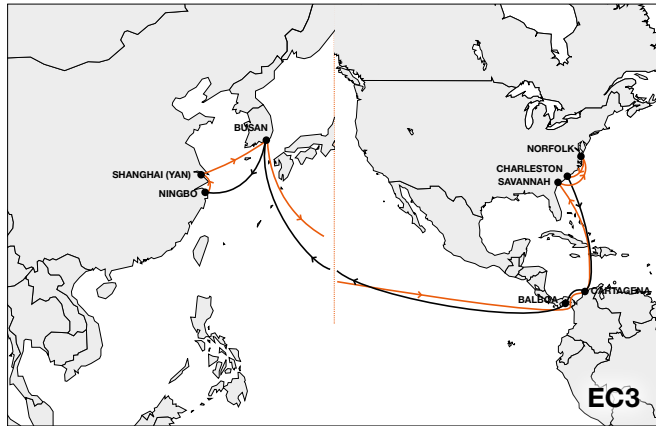 BUSAN
NORFOLK
SHANGHAI (YAN)
CHARLESTON
SAVANNAH
NINGBO
CARTAGENA
BALBOA
EC3